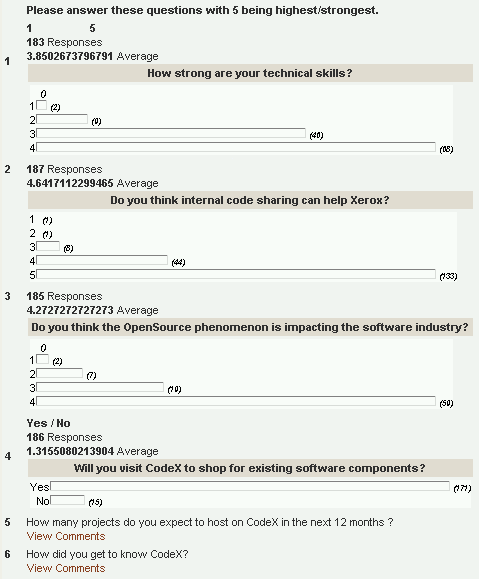 Please answer these questions with 5 being highest/strongest.
1 5
183 Responses
3.8502673796791 Average
1
How strong are your technical skills?
0
1 (2)
2 (9)
3 (46)
4 (68)
2 187 Responses
4.6417112299465 Average
Do you think internal code sharing can help Xerox?
1 (1)
2 (1)
3 (8)
4 (44)
5 (133)
3 185 Responses
4.2727272727273 Average
Do you think the OpenSource phenomenon is impacting the software industry?
0
1 (2)
2 (7)
3 (19)
4 (59)
Yes / No
186 Responses
1.3155080213904 Average
4
Will you visit CodeX to shop for existing software components?
Yes (171)
No (15)
5 How many projects do you expect to host on CodeX in the next 12 months ?
View Comments
6 How did you get to know CodeX?
View Comments